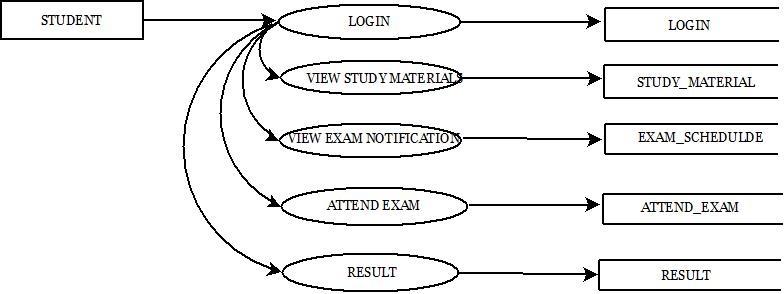 STUDENT
LOGIN
LOGIN
VIEW STUDY MATERIALS
STUDY_MATERIAL
VIEW EXAM NOTIFICATION
EXAM_SCHEDULDE
ATTEND EXAM
ATTEND_EXAM
RESULT
RESULT